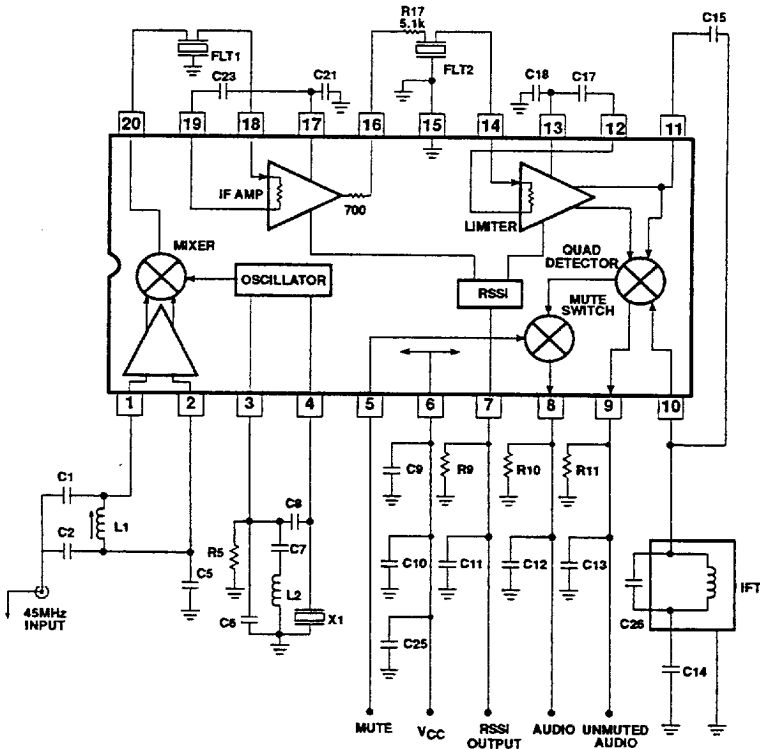 R17
5.1k
C15
FLT1
FLT2
C23
C21
C18
C17
20
19
18
17
16
15
14
13
12
11
IF AMP
700
LIMITER
MIXER
QUAD
DETECTOR
OSCILLATOR
RSSI
MUTE
SWITCH
1
2
3
4
5
6
7
8
9
10
C1
L1
C2
C5
45MHz
INPUT
C8
R5
C7
L2
C6
X1
C9
R9
R10
R11
C10
C11
C12
C13
C25
C26
IFT
C14
MUTE
VCC
RSSI
OUTPUT
AUDIO
UNMUTED
AUDIO